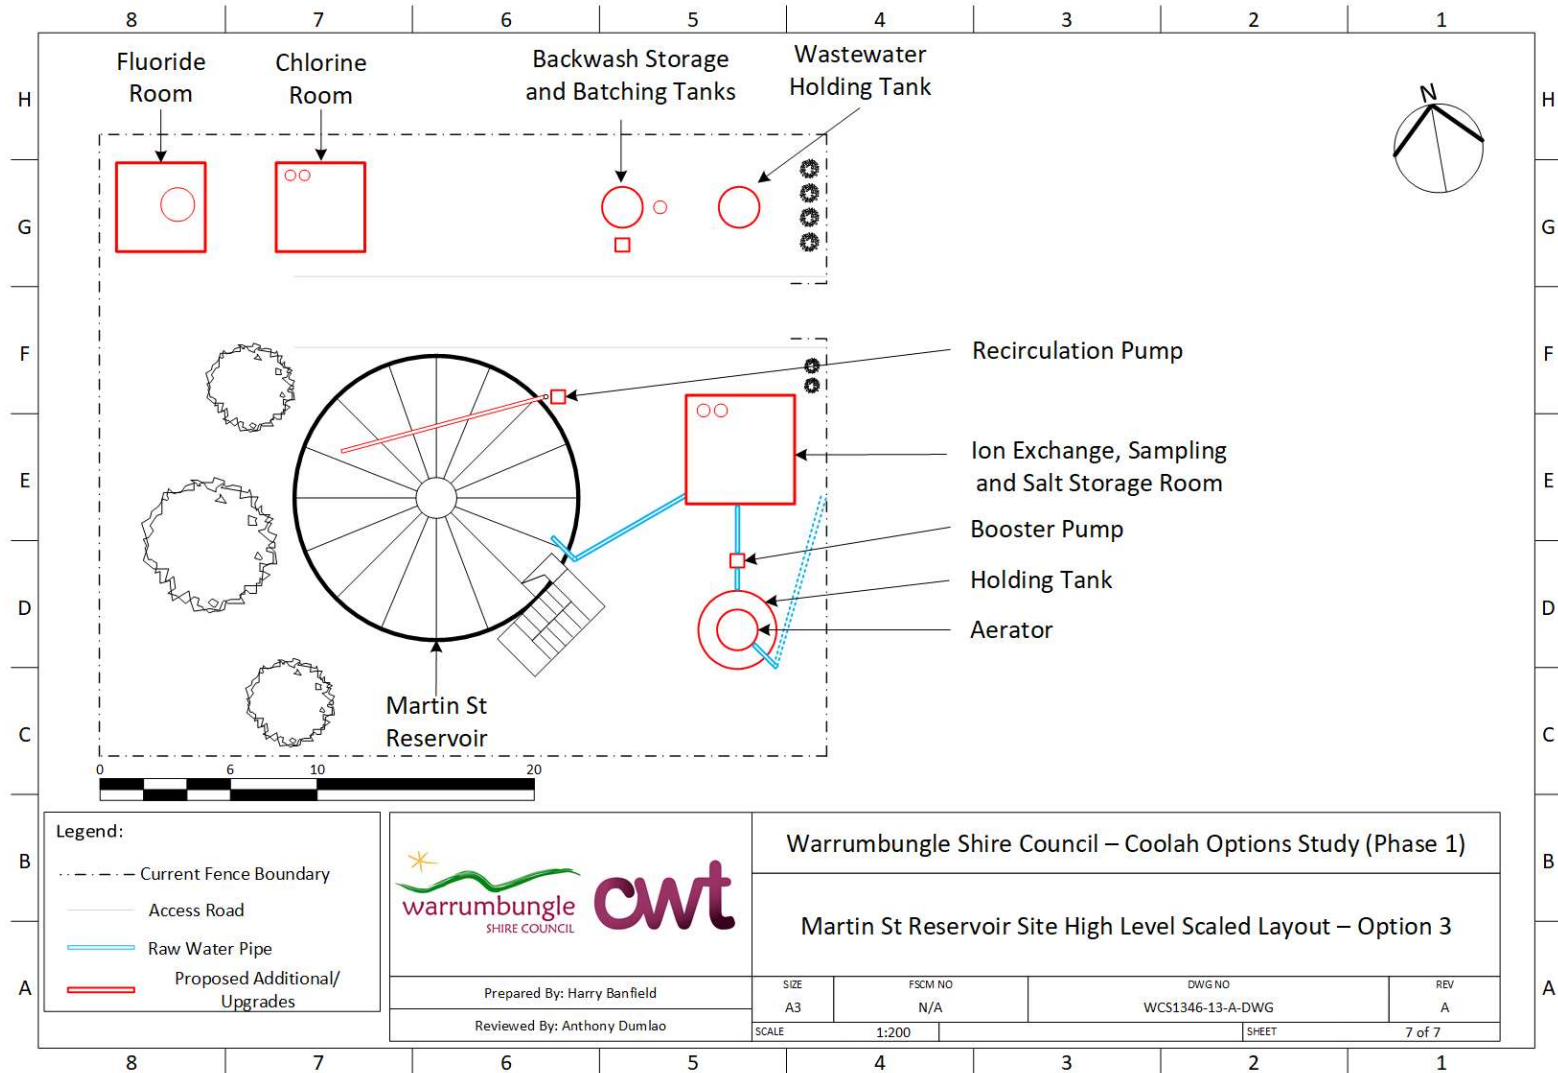 8 7 6 5 4 3 2 1
Fluoride
Room
Chlorine
Room
Backwash Storage
and Batching Tanks
Wastewater
Holding Tank
N
H H
G G
F F
Recirculation Pump
E E
Ion Exchange, Sampling
and Salt Storage Room
Booster Pump
D D
Holding Tank
Aerator
Martin St
Reservoir
C C
0 6 10 20
B B
A A
Legend:
Current Fence Boundary
Access Road
Raw Water Pipe
Proposed Additional/
Upgrades
warrumbungle
SHIRE COUNCIL
cwt
Prepared By: Harry Banfield
Reviewed By: Anthony Dumlao
Warrumbungle Shire Council – Coolah Options Study (Phase 1)
Martin St Reservoir Site High Level Scaled Layout – Option 3
SIZE FSCM NO DWG NO REV
A3 N/A WCS1346-13-A-DWG A
SCALE 1:200 SHEET 7 of 7
8 7 6 5 4 3 2 1